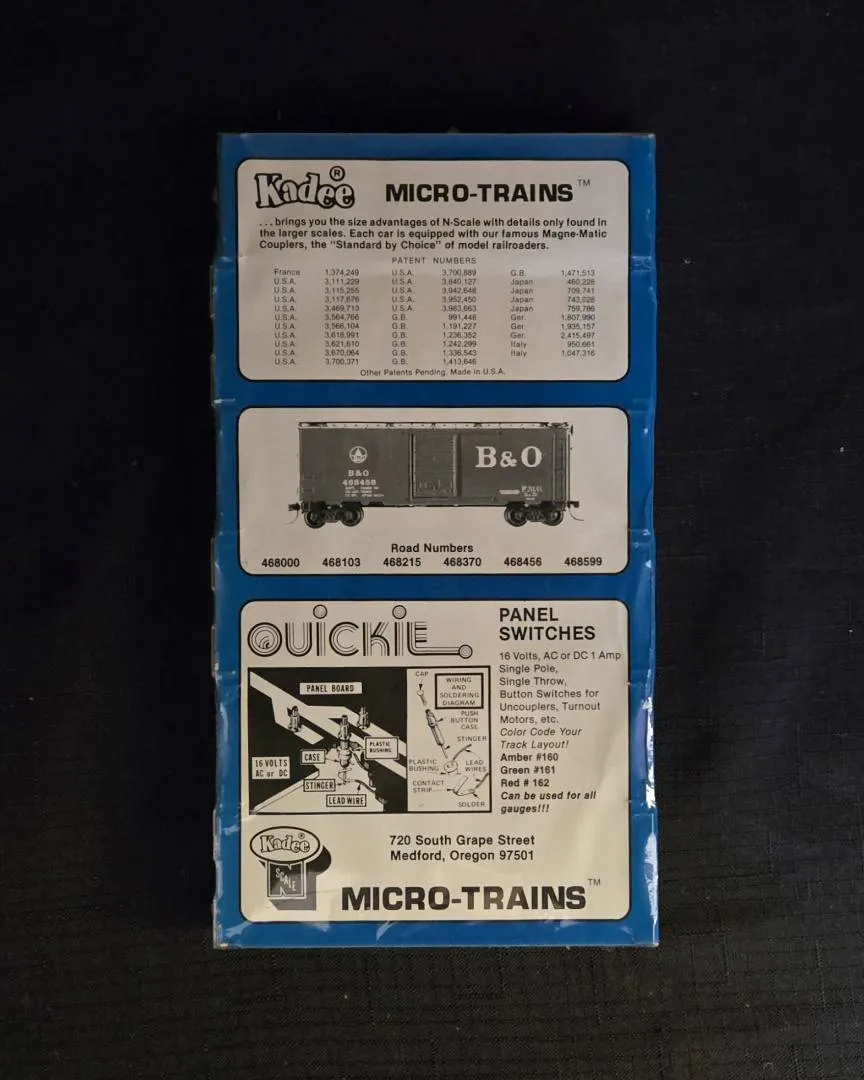 Kadee ® MICRO-TRAINS ™
...brings you the size advantages of N-Scale with details only found in
the larger scales. Each car is equipped with our famous Magne-Matic
Couplers, the "Standard by Choice" of model railroaders.
PATENT NUMBERS
France 1,374,249 U.S.A. 3,700,889 G.B. 1,471,513
U.S.A. 3,111,229 U.S.A. 3,840,127 Japan 460,228
U.S.A. 3,115,255 U.S.A. 3,942,648 Japan 709,741
U.S.A. 3,117,676 U.S.A. 3,952,450 Japan 743,028
U.S.A. 3,469,713 U.S.A. 3,983,663 Japan 759,786
U.S.A. 3,564,766 G.B. 991,448 Ger. 1,807,990
U.S.A. 3,566,104 G.B. 1,191,227 Ger. 1,935,157
U.S.A. 3,618,991 G.B. 1,236,352 Ger. 2,415,497
U.S.A. 3,621,610 G.B. 1,242,299 Italy 950,661
U.S.A. 3,670,064 G.B. 1,336,543 Italy 1,047,316
U.S.A. 3,700,371 G.B. 1,413,646
Other Patents Pending. Made in U.S.A.
B&O
B&O
468456
Road Numbers
468000 468103 468215 468370 468456 468599
QUICKIE
PANEL
SWITCHES
16 Volts, AC or DC 1 Amp
Single Pole,
Single Throw,
Button Switches for
Uncouplers, Turnout
Motors, etc.
Color Code Your
Track Layout!
Amber #160
Green #161
Red # 162
Can be used for all
gauges!!!
PANEL BOARD
PLASTIC
BUSHING
CASE
16 VOLTS
AC or DC
STINGER
LEAD WIRE
CAP
WIRING
AND
SOLDERING
DIAGRAM
PUSH
BUTTON
CASE
STINGER
PLASTIC
BUSHING
LEAD
WIRES
CONTACT
STRIP
SOLDER
Kadee ®
N
SCALE
720 South Grape Street
Medford, Oregon 97501
MICRO-TRAINS ™